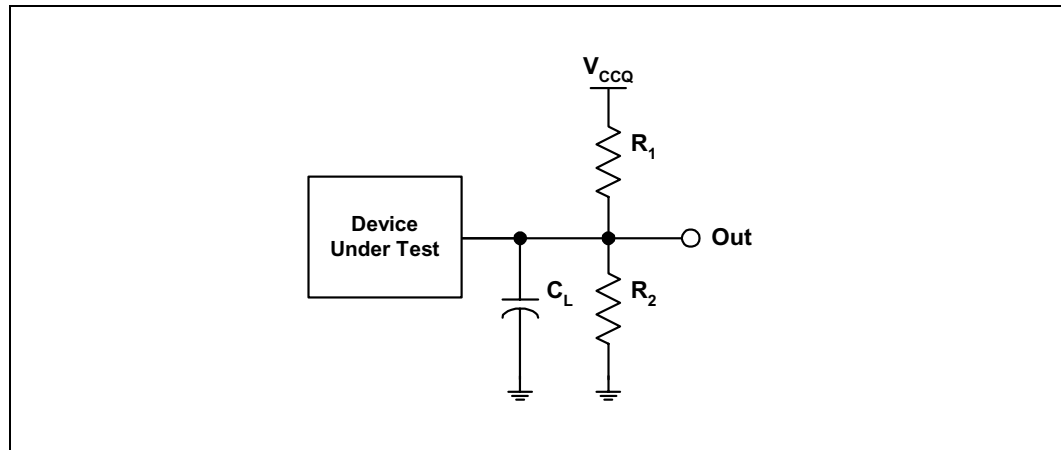 V_CCQ
R_1
Device
Under Test
Out
C_L
R_2